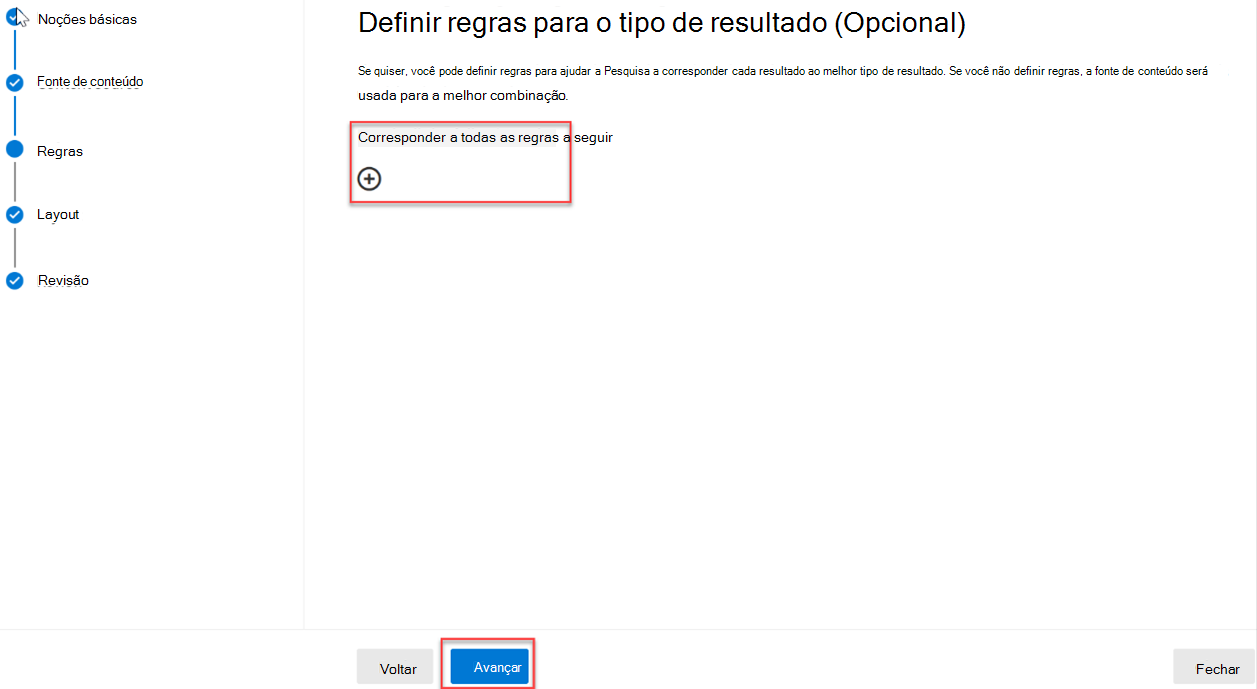 Noções básicas
Fonte de conteúdo
Regras
Layout
Revisão
Definir regras para o tipo de resultado (Opcional)
Se quiser, você pode definir regras para ajudar a Pesquisa a corresponder cada resultado ao melhor tipo de resultado. Se você não definir regras, a fonte de conteúdo será
usada para a melhor combinação.
Corresponder a todas as regras a seguir
Voltar
Avançar
Fechar